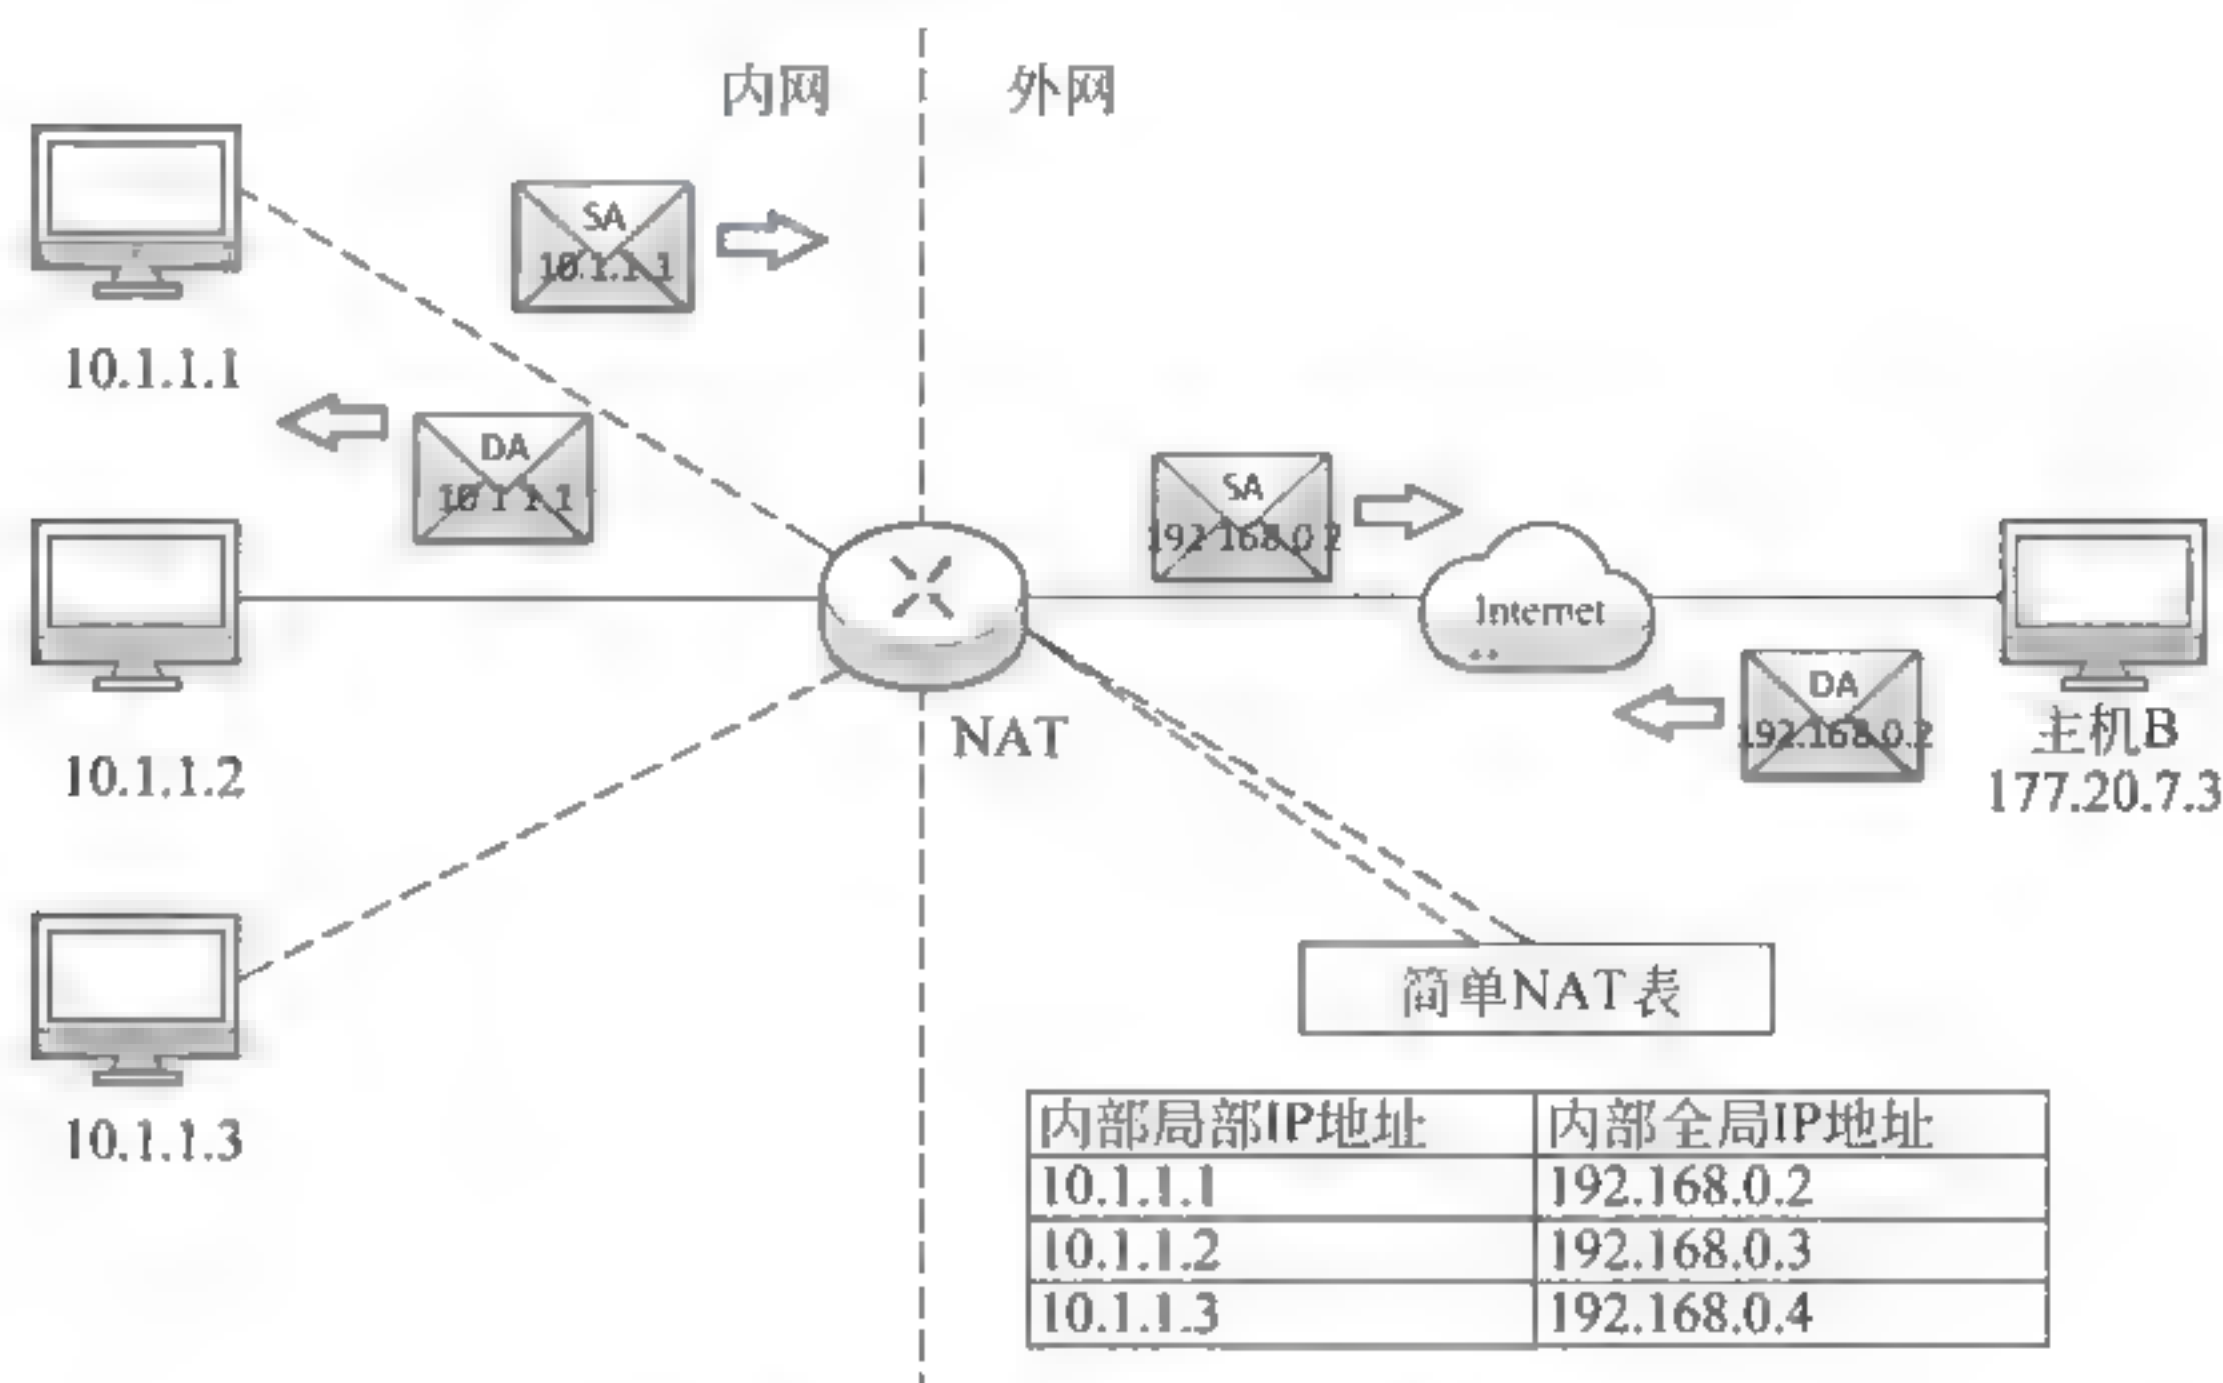 内网
外网
SA
10.1.1.1
10.1.1.1
DA
10.1.1.1
SA
192.168.0.2
Internet
DA
192.168.0.2
主机B
177.20.7.3
NAT
10.1.1.2
10.1.1.3
简单NAT表
内部局部IP地址 内部全局IP地址
10.1.1.1 192.168.0.2
10.1.1.2 192.168.0.3
10.1.1.3 192.168.0.4